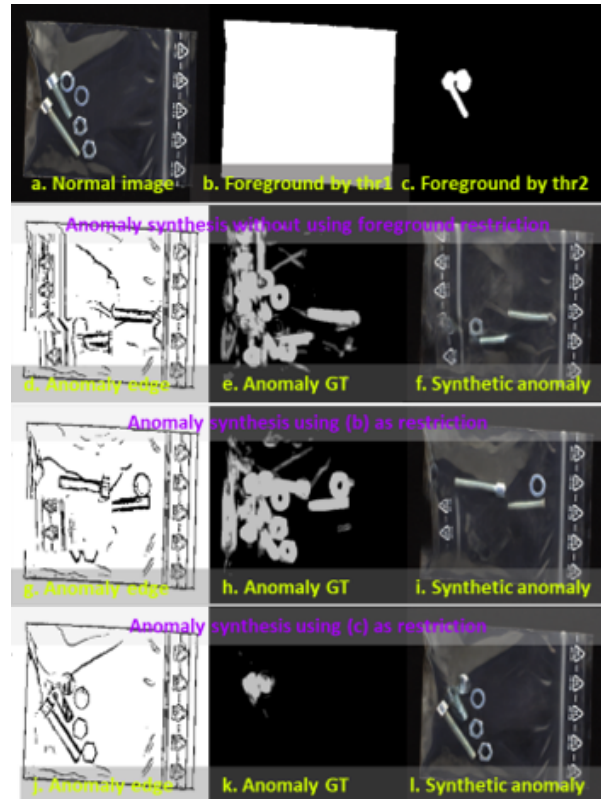 a. Normal image
b. Foreground by thr1
c. Foreground by thr2
Anomaly synthesis without using foreground restriction
d. Anomaly edge
e. Anomaly GT
f. Synthetic anomaly
Anomaly synthesis using (b) as restriction
g. Anomaly edge
h. Anomaly GT
i. Synthetic anomaly
Anomaly synthesis using (c) as restriction
j. Anomaly edge
k. Anomaly GT
l. Synthetic anomaly